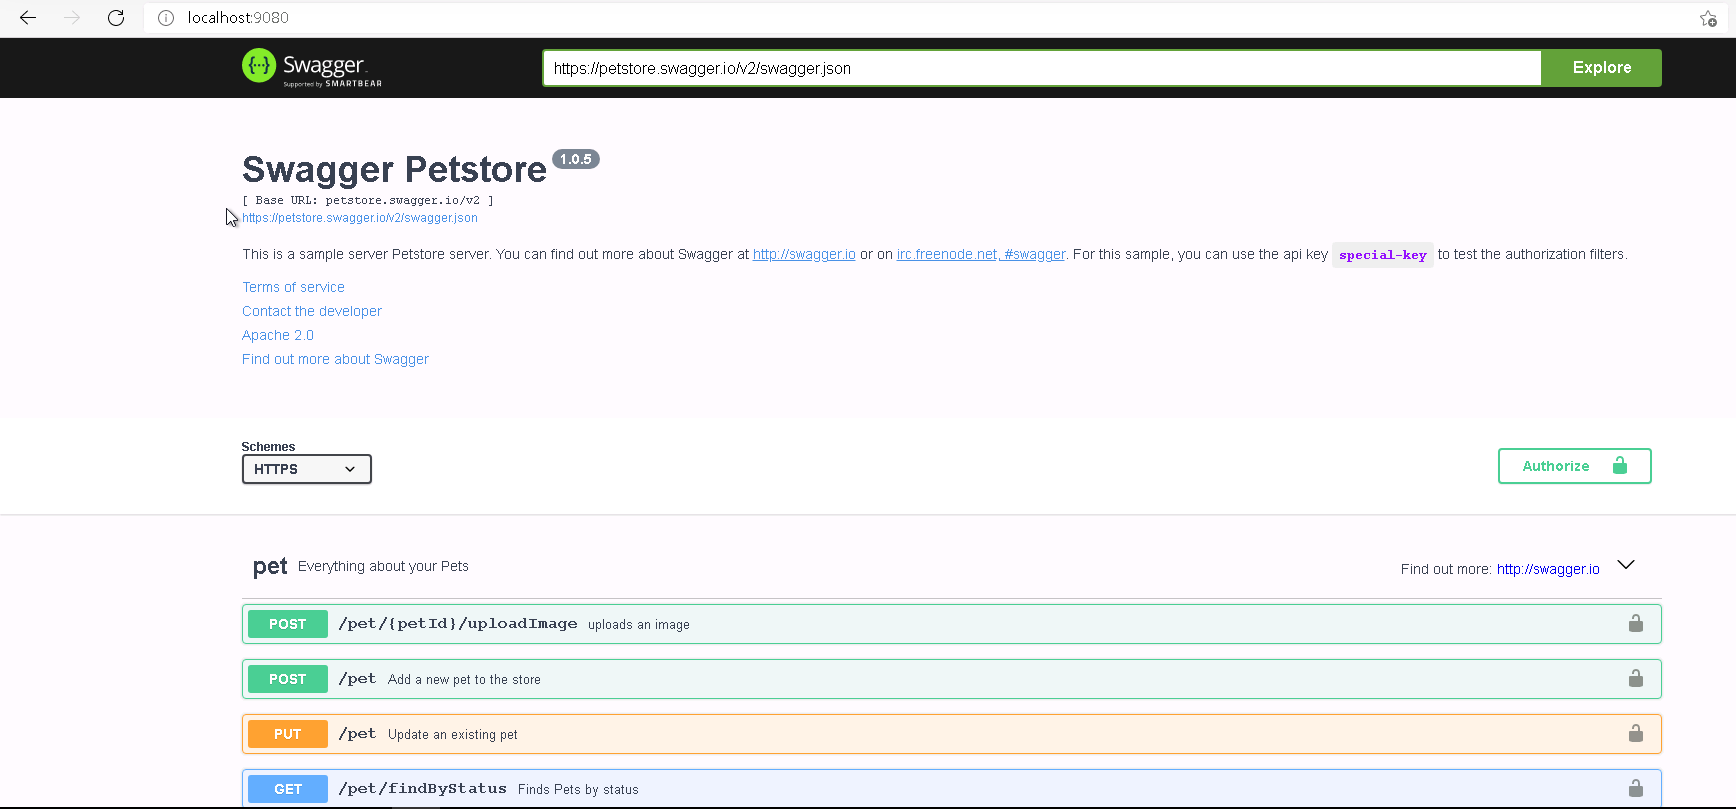 localhost:9080
{··} Swagger
Supported by SMARTBEAR
https://petstore.swagger.io/v2/swagger.json
Explore
Swagger Petstore 1.0.5
[ Base URL: petstore.swagger.io/v2 ]
https://petstore.swagger.io/v2/swagger.json
This is a sample server Petstore server. You can find out more about Swagger at http://swagger.io or on irc.freenode.net, #swagger. For this sample, you can use the api key special-key to test the authorization filters.
Terms of service
Contact the developer
Apache 2.0
Find out more about Swagger
Schemes
HTTPS
Authorize
pet Everything about your Pets
Find out more: http://swagger.io
POST /pet/{petId}/uploadImage uploads an image
POST /pet Add a new pet to the store
PUT /pet Update an existing pet
GET /pet/findByStatus Finds Pets by status